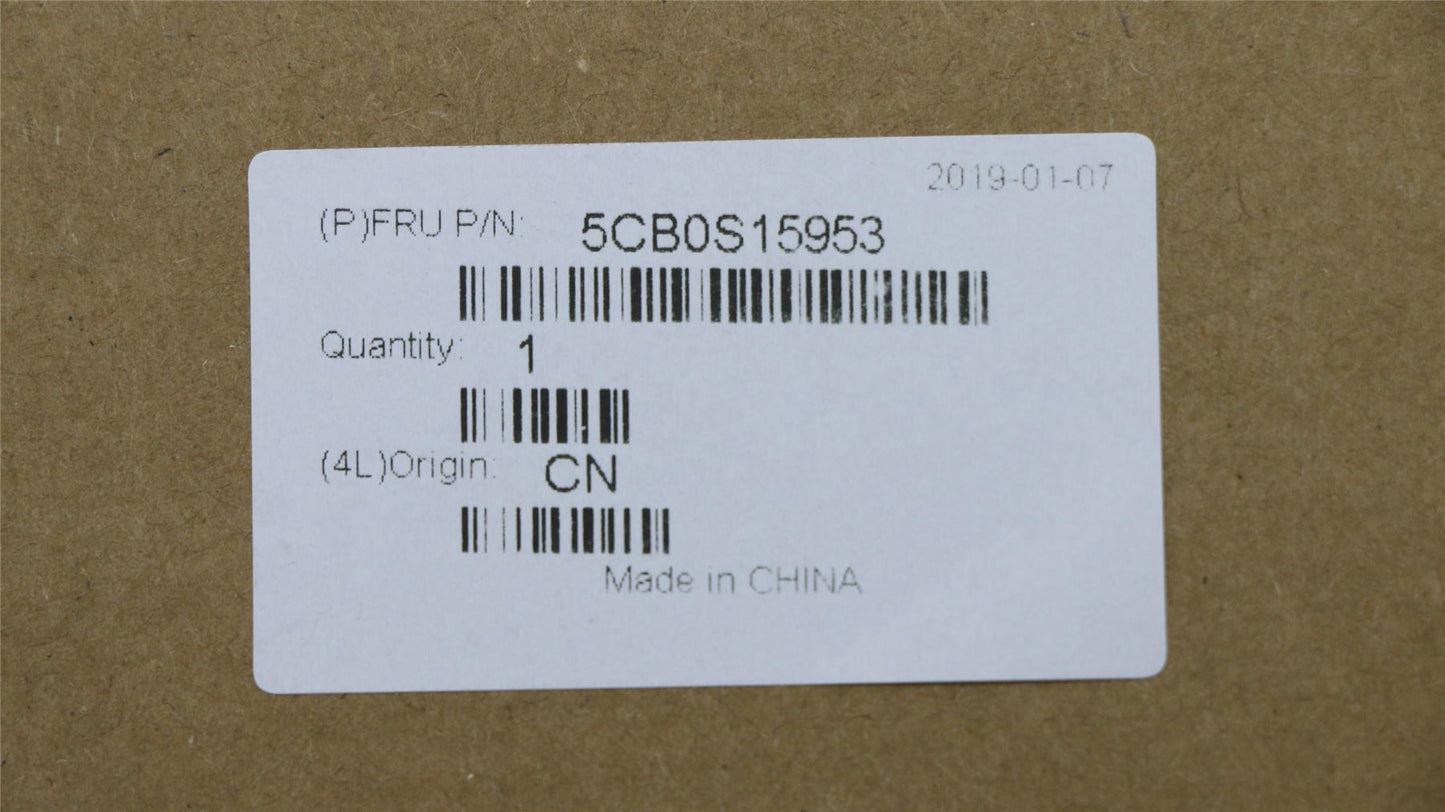 2019-01-07
(P)FRU P/N: 5CB0S15953
Quantity: 1
(4L)Origin: CN
Made in CHINA